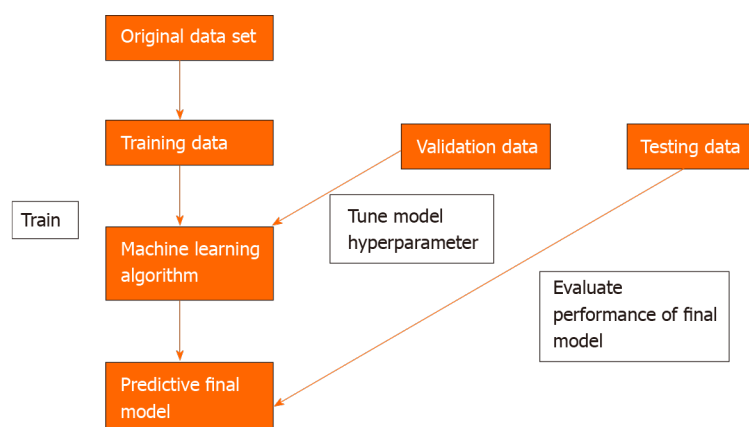 Original data set
Training data
Validation data
Testing data
Train
Tune model
hyperparameter
Machine learning
algorithm
Evaluate
performance of final
model
Predictive final
model